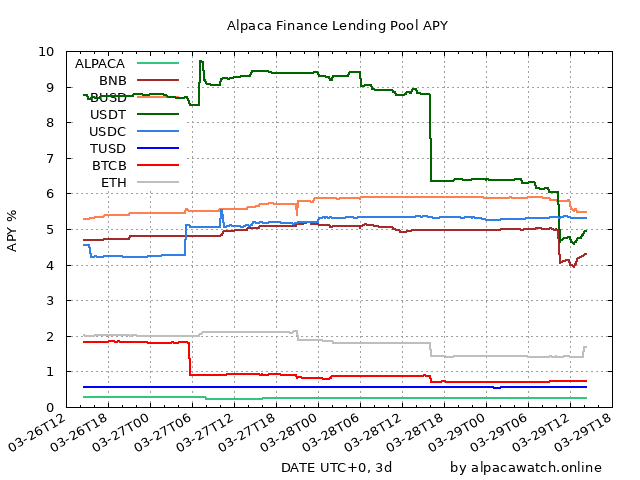 Alpaca Finance Lending Pool APY
10
9
8
7
6
5
4
3
2
1
0
APY %
ALPACA
BNB
BUSD
USDT
USDC
TUSD
BTCB
ETH
03-26T12
03-26T18
03-27T00
03-27T06
03-27T12
03-27T18
03-28T00
03-28T06
03-28T12
03-28T18
03-29T00
03-29T06
03-29T12
03-29T18
DATE UTC+0, 3d
by alpacawatch.online